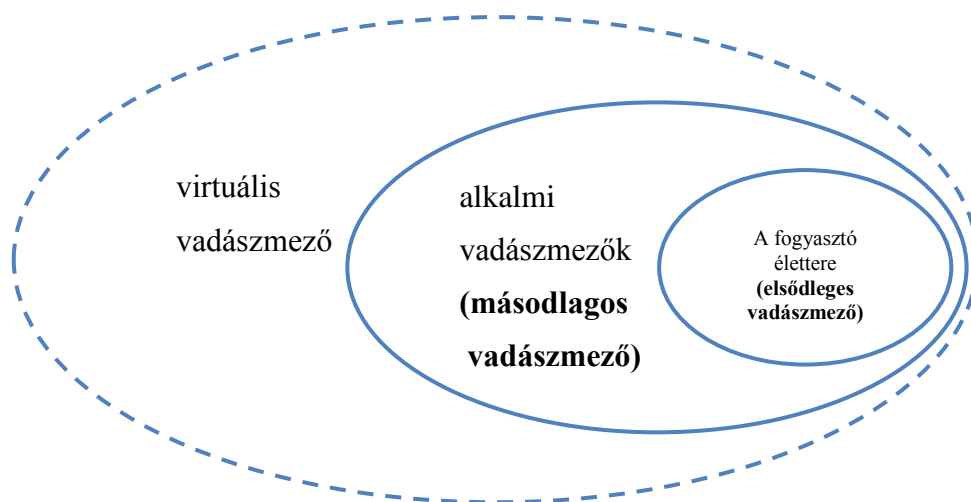 virtuális
vadászmező
alkalmi
vadászmezők
(másodlagos
vadászmező)
A fogyasztó
élettere
(elsődleges
vadászmező)